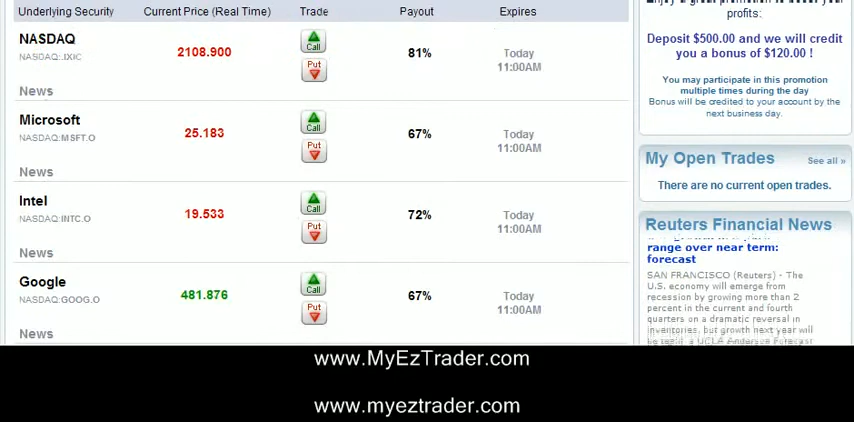 Underlying Security Current Price (Real Time) Trade Payout Expires
NASDAQ
NASDAQ:.IXIC
2108.900
Call
Put
81%
Today
11:00AM
News
Microsoft
NASDAQ:MSFT.O
25.183
Call
Put
67%
Today
11:00AM
News
Intel
NASDAQ:INTC.O
19.533
Call
Put
72%
Today
11:00AM
News
Google
NASDAQ:GOOG.O
481.876
Call
Put
67%
Today
11:00AM
News
profits:
Deposit $500.00 and we will credit
you a bonus of $120.00 !
You may participate in this promotion
multiple times during the day
Bonus will be credited to your account by the
next business day.
My Open Trades See all »
There are no current open trades.
Reuters Financial News
range over near term:
forecast
SAN FRANCISCO (Reuters) - The
U.S. economy will emerge from
recession by growing more than 2
percent in the current and fourth
quarters on a dramatic reversal in
inventories, but growth next year will
UCLA Anderson Forecast
www.MyEzTrader.com
www.myeztrader.com